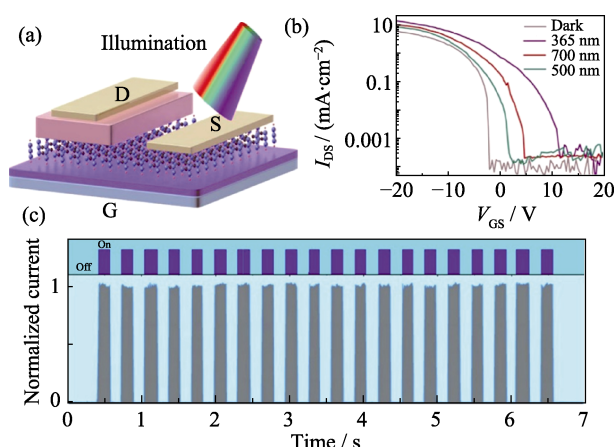 (a)
Illumination
D
S
G
(b)
Dark
365 nm
700 nm
500 nm
I_DS / (mA·cm⁻²)
10
0.1
0.001
−20 −10 0 10 20
V_GS / V
(c)
On
Off
Normalized current
1
0
0 1 2 3 4 5 6 7
Time / s